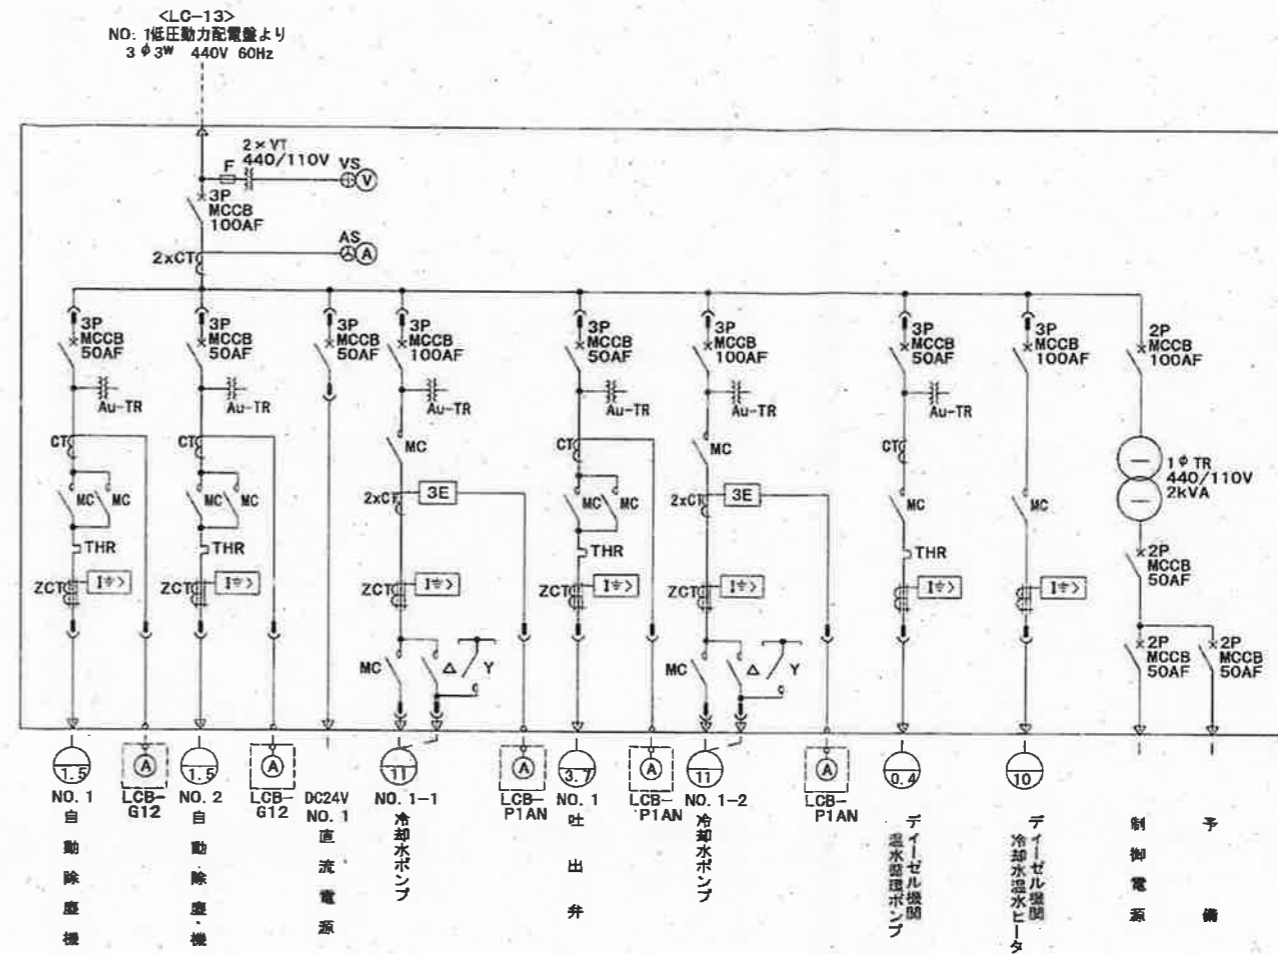 <LC-13>
NO. 1低圧動力配電盤より
3φ3W 440V 60Hz
2×VT
440/110V
F
VS
V
3P
MCCB
100AF
AS
A
2xCT
3P
MCCB
50AF
3P
MCCB
50AF
3P
MCCB
50AF
3P
MCCB
100AF
3P
MCCB
50AF
3P
MCCB
100AF
3P
MCCB
50AF
3P
MCCB
100AF
2P
MCCB
100AF
Au-TR
Au-TR
Au-TR
Au-TR
Au-TR
Au-TR
CT
CT
MC
CT
MC
CT
1φTR
440/110V
2kVA
MC
MC
MC
MC
2xCT
3E
MC
MC
2xCT
3E
MC
MC
THR
THR
THR
THR
2P
MCCB
50AF
ZCT
I⏚>
ZCT
I⏚>
ZCT
I⏚>
ZCT
I⏚>
ZCT
I⏚>
I⏚>
I⏚>
MC
Δ
Y
MC
Δ
Y
2P
MCCB
50AF
2P
MCCB
50AF
1.5
NO. 1
自動除塵機
A
LCB-
G12
1.5
NO. 2
自動除塵機
A
LCB-
G12
DC24V
NO. 1
直流電源
11
NO. 1-1
冷却水ポンプ
A
LCB-
P1AN
3.7
NO. 1
吐出弁
A
LCB-
P1AN
11
NO. 1-2
冷却水ポンプ
A
LCB-
P1AN
0.4
ディーゼル機関
温水循環ポンプ
10
ディーゼル機関
冷却水温水ヒータ
制御電源
予備